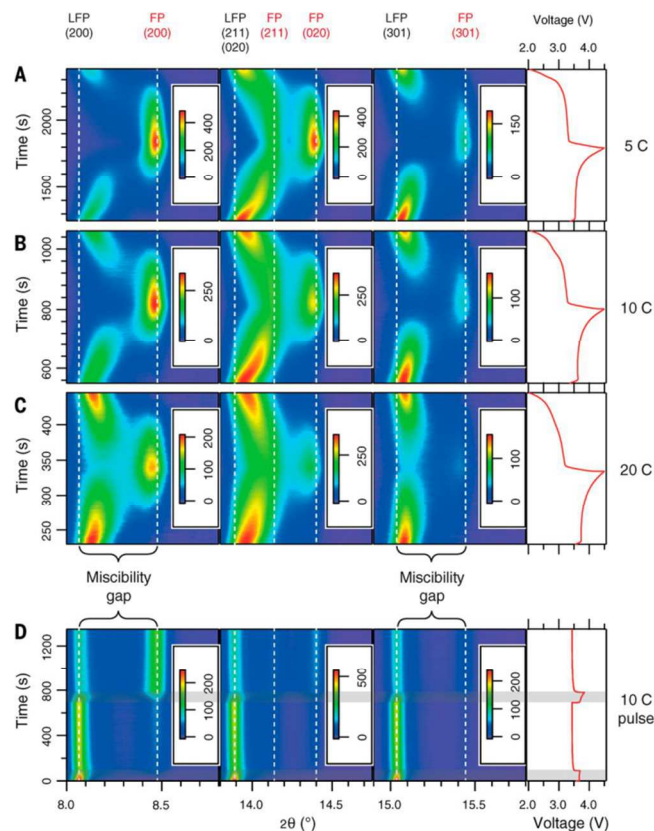 LFP FP LFP FP FP LFP FP Voltage (V)
(200) (200) (211) (211) (020) (301) (301) 2.0 3.0 4.0
(020)
A
Time (s)
2000
1500
0 200 400
0 200 400
0 150
5 C
B
Time (s)
1000
800
600
0 250
0 250
0 100
10 C
C
Time (s)
450
400
350
300
250
0 100 200
0 200
0 100
20 C
Miscibility
gap
Miscibility
gap
D
Time (s)
1200
800
400
0
0 100 200
0 500
0 100 200
10 C
pulse
8.0 8.5 14.0 14.5 15.0 15.5 2.0 3.0 4.0
2θ (°) Voltage (V)